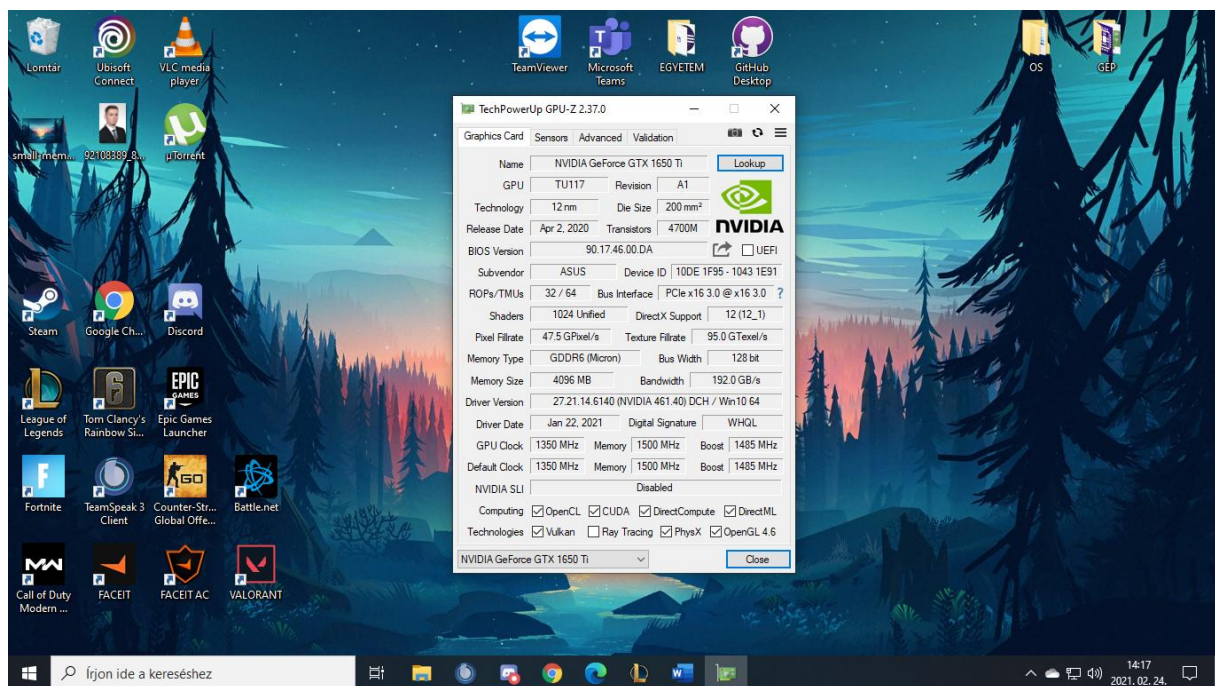 Lomtár
Ubisoft
Connect
VLC media
player
TeamViewer
Microsoft
Teams
EGYETEM
GitHub
Desktop
OS
GÉP
small-mem...
92108389_8...
µTorrent
Steam
Google Ch...
Discord
League of
Legends
Tom Clancy's
Rainbow Si...
EPIC
GAMES
Epic Games
Launcher
Fortnite
TeamSpeak 3
Client
GO
Counter-Str...
Global Offe...
Battle.net
Call of Duty
Modern ...
FACEIT
FACEIT AC
VALORANT
TechPowerUp GPU-Z 2.37.0
Graphics Card Sensors Advanced Validation
Name NVIDIA GeForce GTX 1650 Ti Lookup
GPU TU117 Revision A1
Technology 12 nm Die Size 200 mm²
Release Date Apr 2, 2020 Transistors 4700M
NVIDIA
BIOS Version 90.17.46.00.DA UEFI
Subvendor ASUS Device ID 10DE 1F95 - 1043 1E91
ROPs/TMUs 32 / 64 Bus Interface PCIe x16 3.0 @ x16 3.0 ?
Shaders 1024 Unified DirectX Support 12 (12_1)
Pixel Fillrate 47.5 GPixel/s Texture Fillrate 95.0 GTexel/s
Memory Type GDDR6 (Micron) Bus Width 128 bit
Memory Size 4096 MB Bandwidth 192.0 GB/s
Driver Version 27.21.14.6140 (NVIDIA 461.40) DCH / Win10 64
Driver Date Jan 22, 2021 Digital Signature WHQL
GPU Clock 1350 MHz Memory 1500 MHz Boost 1485 MHz
Default Clock 1350 MHz Memory 1500 MHz Boost 1485 MHz
NVIDIA SLI Disabled
Computing OpenCL CUDA DirectCompute DirectML
Technologies Vulkan Ray Tracing PhysX OpenGL 4.6
NVIDIA GeForce GTX 1650 Ti Close
Írjon ide a kereséshez
14:17
2021. 02. 24.